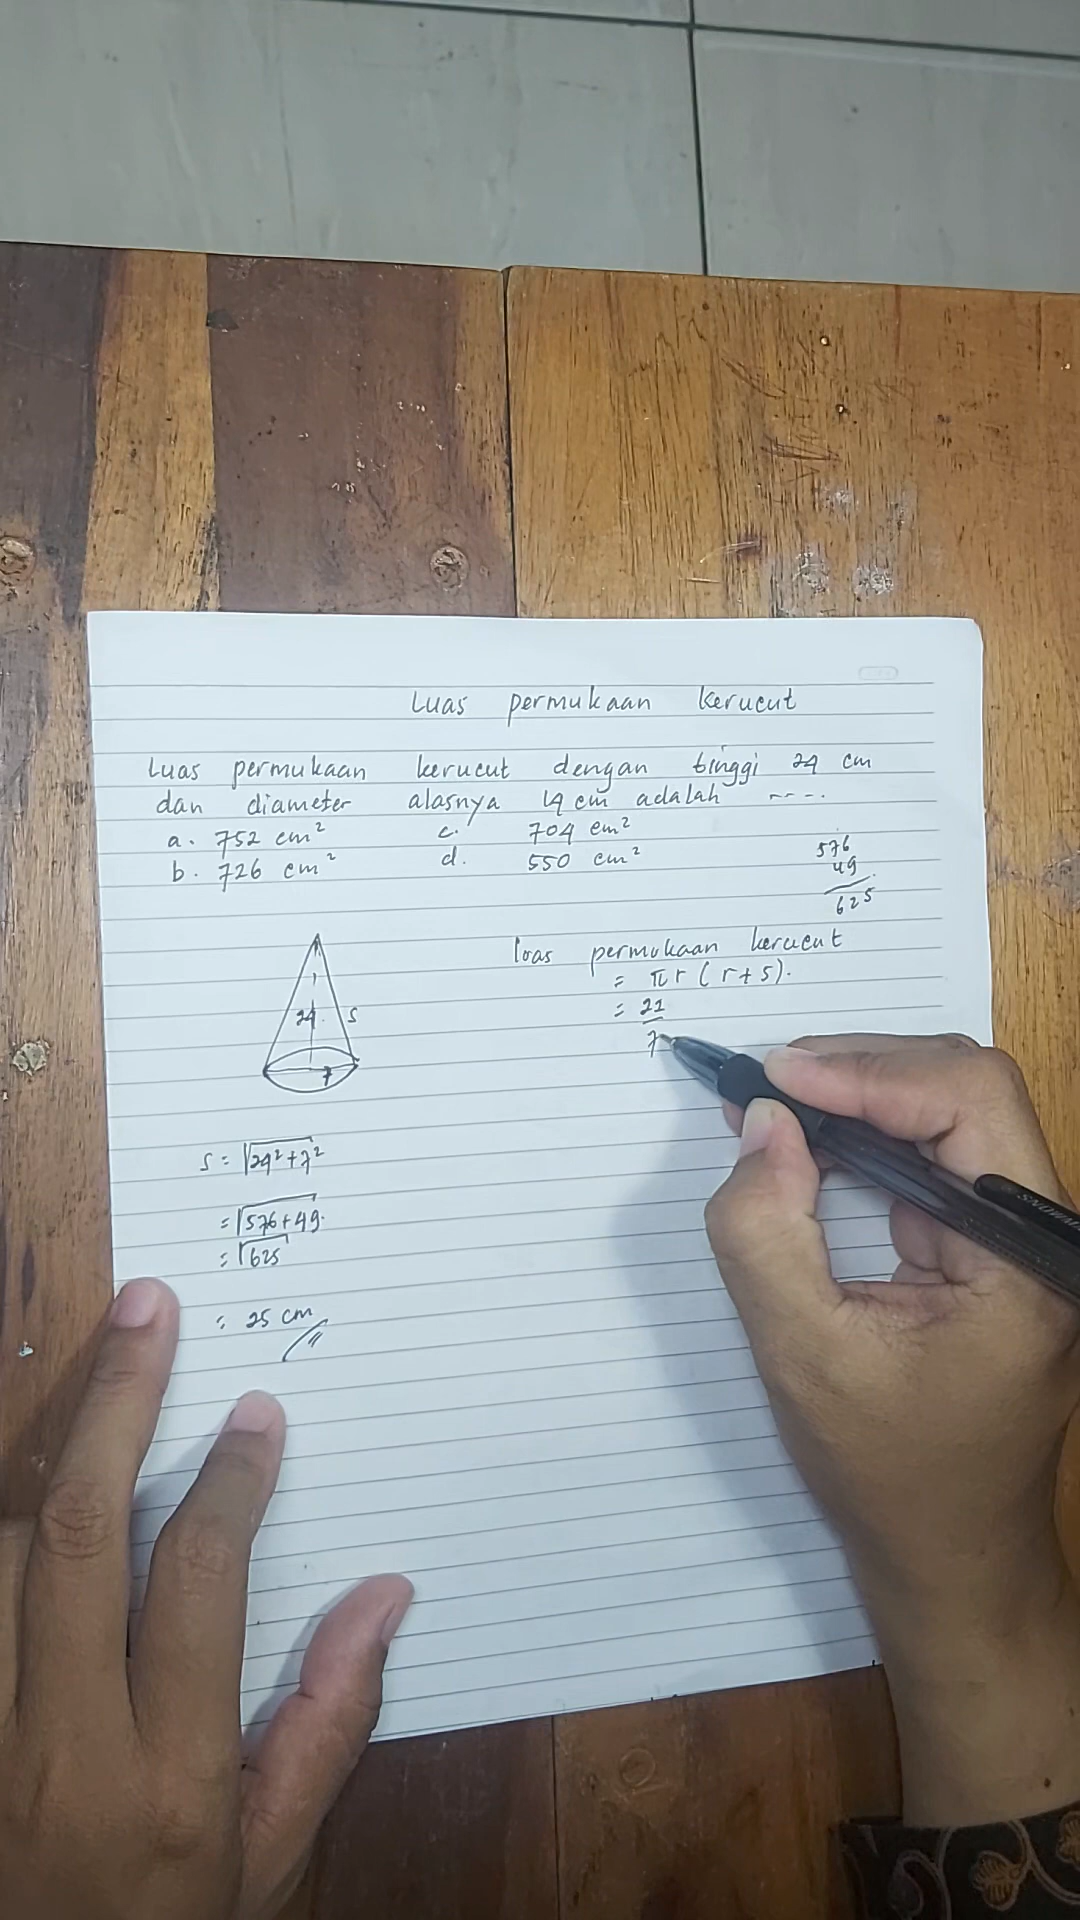 Luas permukaan kerucut
Luas permukaan kerucut dengan tinggi 24 cm
dan diameter alasnya 14 cm adalah ----.
a. 752 cm² c. 704 cm²
b. 726 cm² d. 550 cm²
576
49
625
24 s
7
s = √24²+7²
= √576+49.
= √625
= 25 cm
luas permukaan kerucut
= πr (r+s).
= 22
7
SNOWM